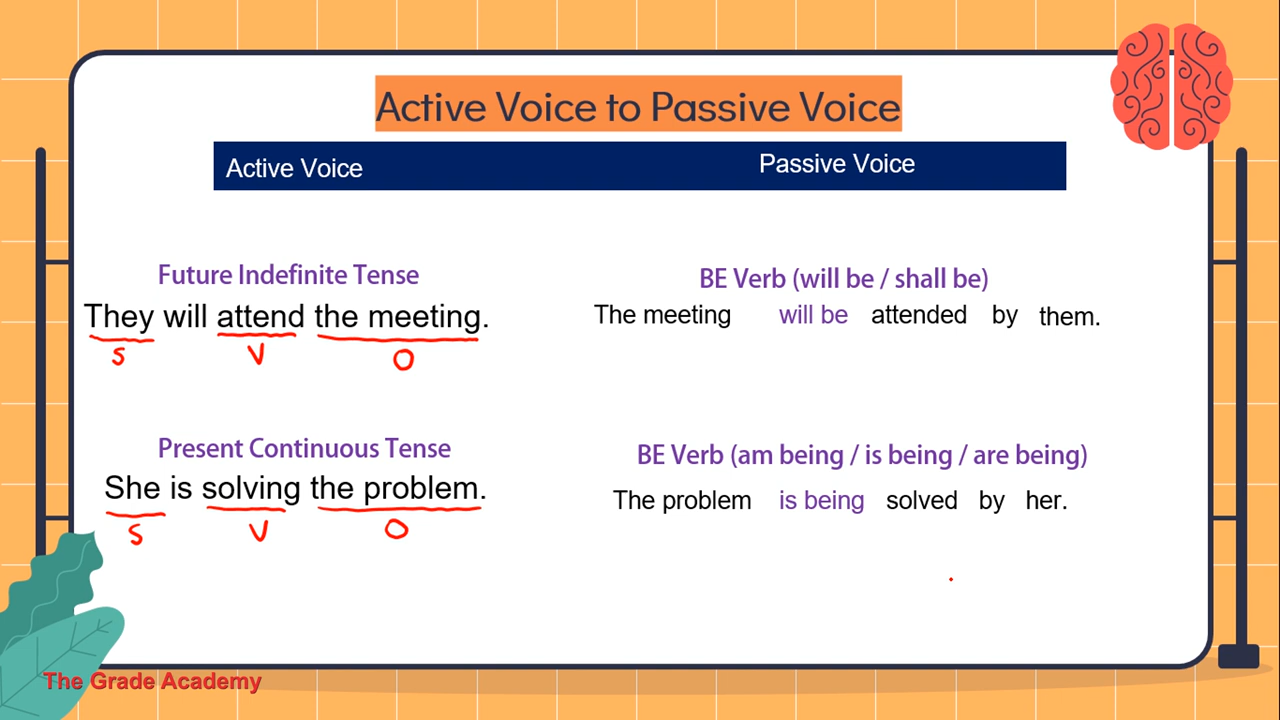 Active Voice to Passive Voice
Active Voice Passive Voice
Future Indefinite Tense
They will attend the meeting.
S V O
BE Verb (will be / shall be)
The meeting will be attended by them.
Present Continuous Tense
She is solving the problem.
S V O
BE Verb (am being / is being / are being)
The problem is being solved by her.
The Grade Academy